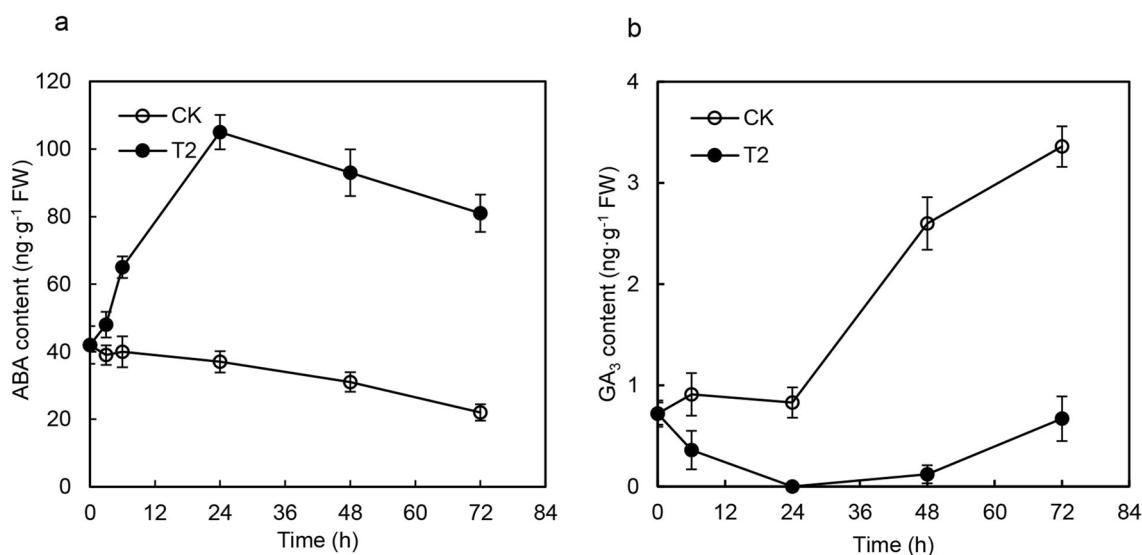 a
120
100
80
60
40
20
0
CK
T2
ABA content (ng·g⁻¹ FW)
0 12 24 36 48 60 72 84
Time (h)
b
4
3
2
1
0
CK
T2
GA₃ content (ng·g⁻¹ FW)
0 12 24 36 48 60 72 84
Time (h)